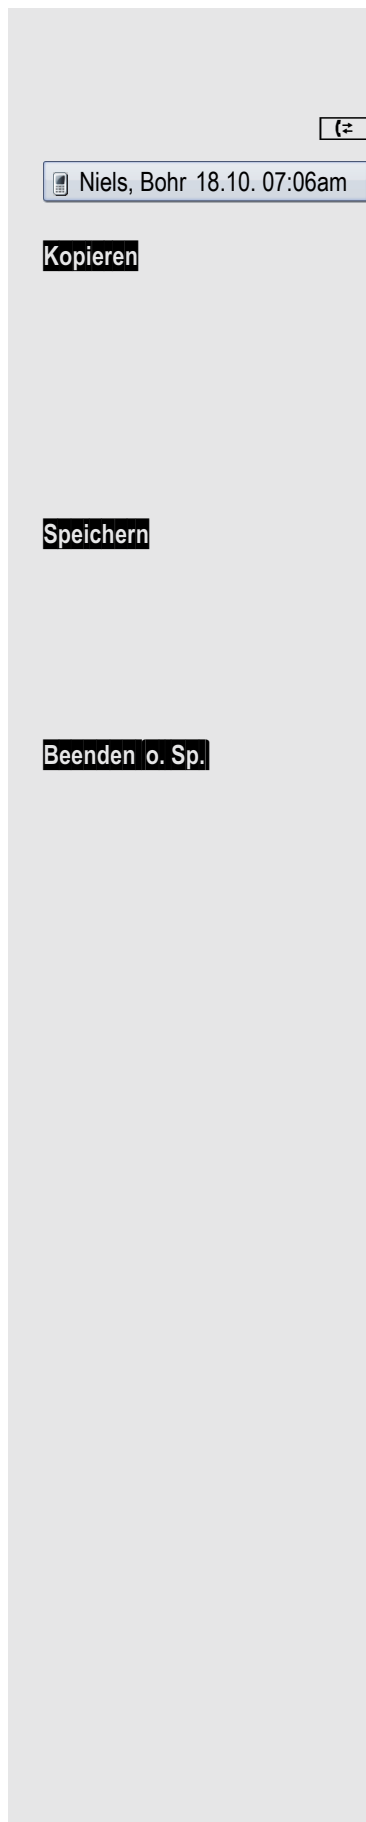 Niels, Bohr 18.10. 07:06am
Kopieren
Speichern
Beenden o. Sp.